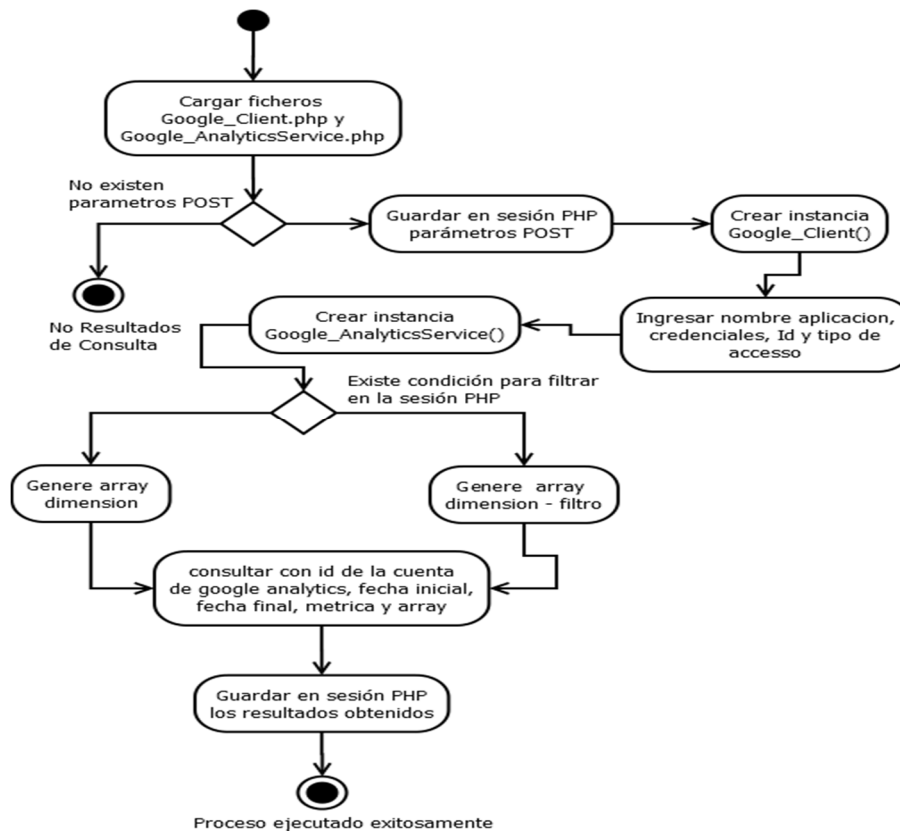 Cargar ficheros
Google_Client.php y
Google_AnalyticsService.php
No existen
parametros POST
Guardar en sesión PHP
parámetros POST
Crear instancia
Google_Client()
No Resultados
de Consulta
Crear instancia
Google_AnalyticsService()
Ingresar nombre aplicacion,
credenciales, Id y tipo de
accesso
Existe condición para filtrar
en la sesión PHP
Genere array
dimension
Genere array
dimension - filtro
consultar con id de la cuenta
de google analytics, fecha inicial,
fecha final, metrica y array
Guardar en sesión PHP
los resultados obtenidos
Proceso ejecutado exitosamente